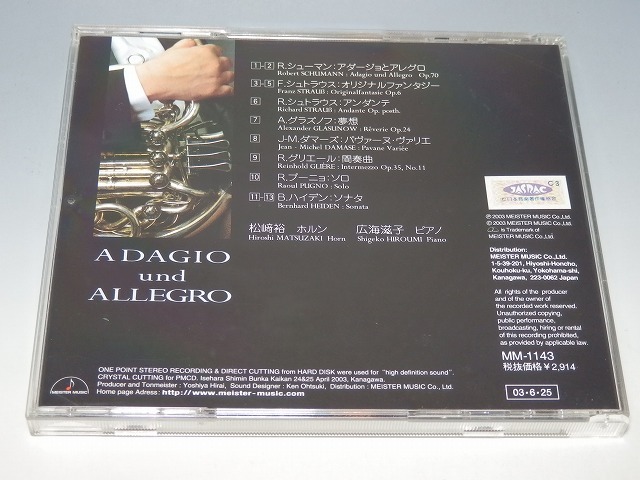 1-2 R.シューマン:アダージョとアレグロ
Robert SCHUMANN : Adagio und Allegro Op.70
3-5 F.シュトラウス:オリジナルファンタジー
Franz STRAUß : Originalfantasie Op.6
6 R.シュトラウス:アンダンテ
Richard STRAUß : Andante Op. posth.
7 A.グラズノフ:夢想
Alexander GLASUNOW : Rêverie Op.24
8 J-M.ダマーズ:パヴァーヌ・ヴァリエ
Jean - Michel DAMASE : Pavane Variée
9 R.グリエール:間奏曲
Reinhold GLIÈRE : Intermezzo Op.35, No.11
10 R.プーニョ:ソロ
Raoul PUGNO : Solo
11-13 B.ハイデン:ソナタ
Bernhard HEIDEN : Sonata
松﨑裕 ホルン 広海滋子 ピアノ
Hiroshi MATSUZAKI Horn Shigeko HIROUMI Piano
ADAGIO
und
ALLEGRO
C-3
JASRAC
℗ 2003 MEISTER MUSIC Co.,Ltd.
© 2003 MEISTER MUSIC Co.,Ltd.
is Trademark of
MEISTER MUSIC Co.,Ltd.
Distribution:
MEISTER MUSIC Co.,Ltd.
1-5-39-201, Hiyoshi-Honcho,
Kouhoku-ku, Yokohama-shi,
Kanagawa, 223-0062 Japan
All rights of the producer
and of the owner of
the recorded work reserved.
Unauthorized copying,
public performance,
broadcasting, hiring or rental
of this recording prohibited,
as provided by applicable law.
MM-1143
税抜価格¥2,914
03・6・25
MEISTER MUSIC
ONE POINT STEREO RECORDING & DIRECT CUTTING from HARD DISK were used for "high definition sound".
CRYSTAL CUTTING for PMCD. Isehara Shimin Bunka Kaikan 24&25 April 2003, Kanagawa.
Producer and Tonmeister : Yoshiya Hirai, Sound Designer : Ken Ohtsuki, Distribution : MEISTER MUSIC Co., Ltd.
Home page Adress: http://www.meister-music.com/